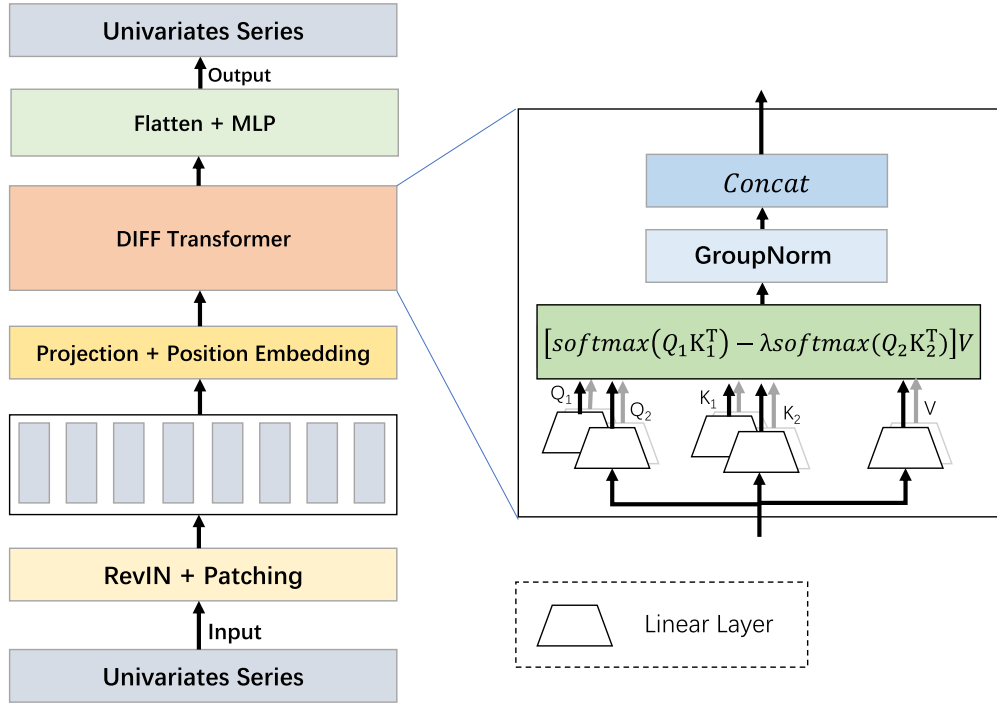 Univariates Series
Output
Flatten + MLP
DIFF Transformer
Projection + Position Embedding
RevIN + Patching
Input
Univariates Series
Concat
GroupNorm
[softmax(Q₁K₁ᵀ) − λsoftmax(Q₂K₂ᵀ)]V
Q₁
Q₂
K₁
K₂
V
Linear Layer